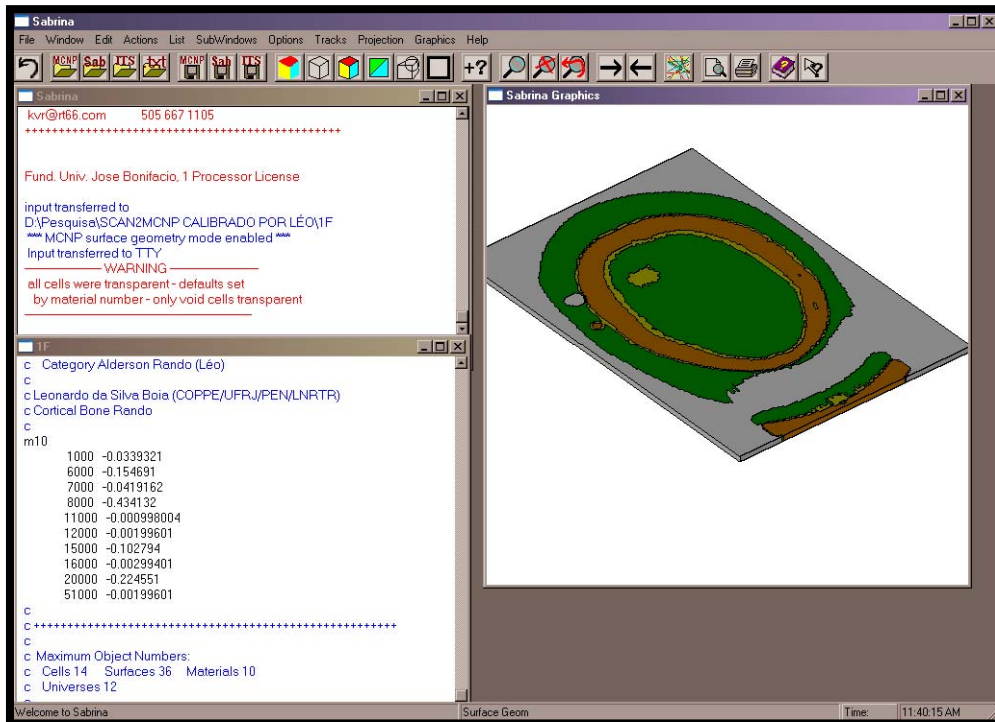 Sabrina
File Window Edit Actions List SubWindows Options Tracks Projection Graphics Help
MCNP Sab ITS .txt MCNP Sab ITS +?
Sabrina
kvr@rt66.com 505 667 1105
+++++++++++++++++++++++++++++++++++++++++++++++
Fund. Univ. Jose Bonifacio, 1 Processor License
input transferred to
D:\Pesquisa\SCAN2MCNP CALIBRADO POR LÉO\1F
*** MCNP surface geometry mode enabled ***
Input transferred to TTY
-------------------- WARNING --------------------
all cells were transparent - defaults set
by material number - only void cells transparent
1F
c Category Alderson Rando (Léo)
c
c Leonardo da Silva Boia (COPPE/UFRJ/PEN/LNRTR)
c Cortical Bone Rando
c
m10
1000 -0.0339321
6000 -0.154691
7000 -0.0419162
8000 -0.434132
11000 -0.000998004
12000 -0.00199601
15000 -0.102794
16000 -0.00299401
20000 -0.224551
51000 -0.00199601
c
c +++++++++++++++++++++++++++++++++++++++++++++++++++++++
c
c Maximum Object Numbers:
c Cells 14 Surfaces 36 Materials 10
c Universes 12
Sabrina Graphics
Welcome to Sabrina
Surface Geom
Time: 11:40:15 AM